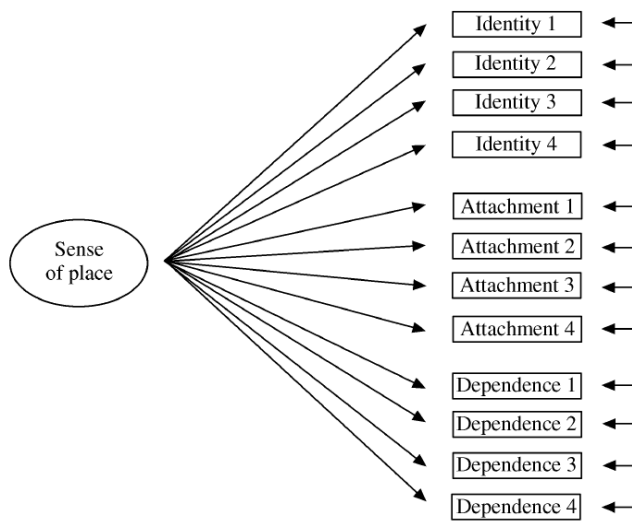 Identity 1
Identity 2
Identity 3
Identity 4
Attachment 1
Sense
of place
Attachment 2
Attachment 3
Attachment 4
Dependence 1
Dependence 2
Dependence 3
Dependence 4